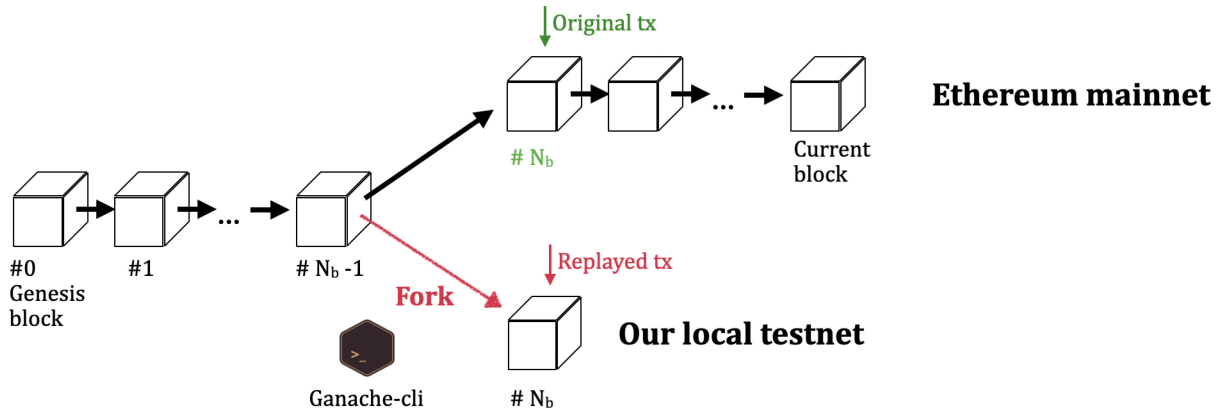 Original tx
...
Ethereum mainnet
# N_b
Current
block
...
#0
Genesis
block
#1
# N_b -1
Replayed tx
Fork
Our local testnet
>_
Ganache-cli
# N_b